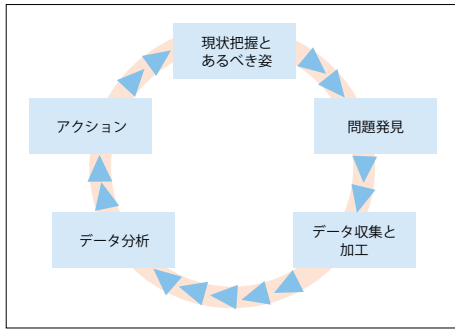 現状把握と
あるべき姿
問題発見
データ収集と
加工
データ分析
アクション